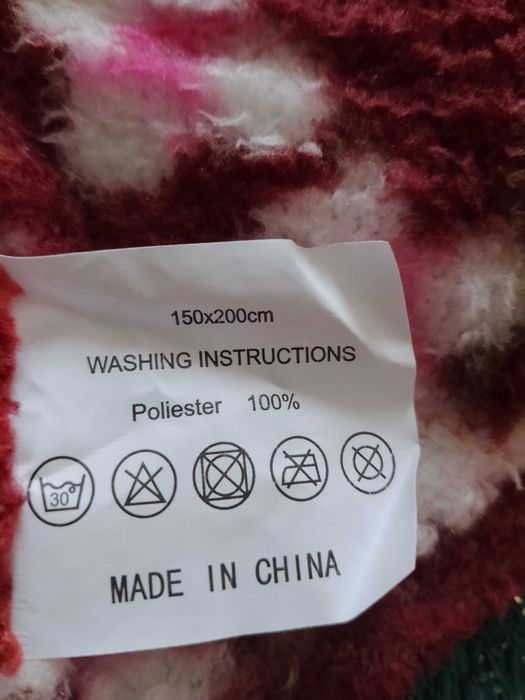 150x200cm
WASHING INSTRUCTIONS
Poliester 100%
30°
MADE IN CHINA